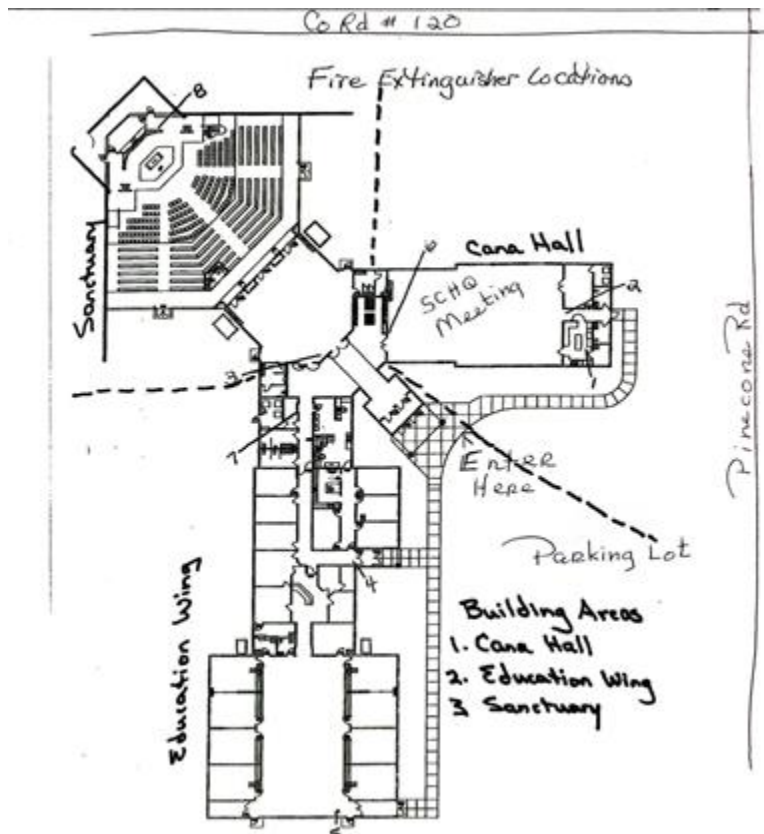 Co Rd # 120
Fire Extinguisher Locations
8
6
Cana Hall
SCHQ
Meeting
2
Sanctuary
3
1
Pinecone Rd
7
Enter
Here
Parking Lot
4
Education Wing
Building Areas
1. Cana Hall
2. Education Wing
3 Sanctuary
5